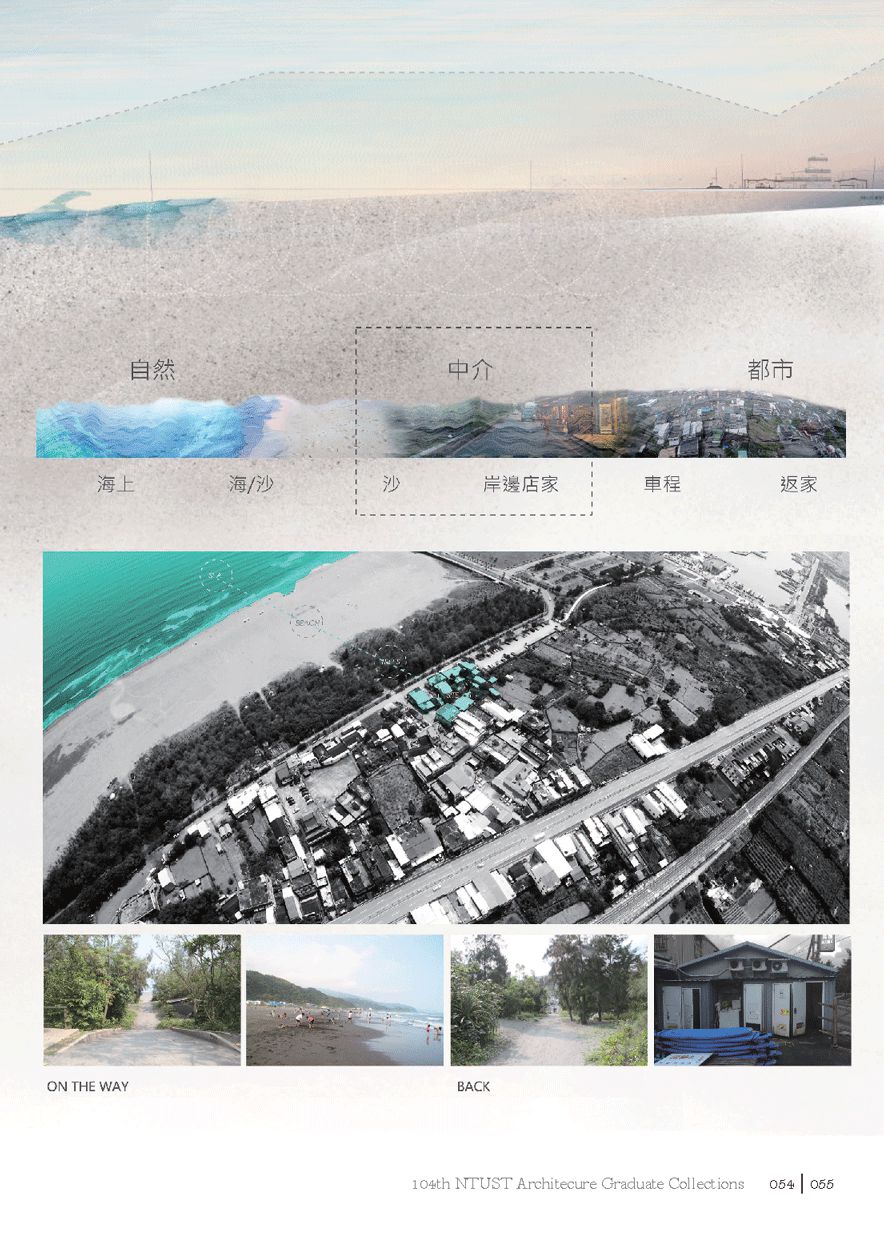 自然 中介 都市
海上 海/沙 沙 岸邊店家 車程 返家
BEACH
ON THE WAY BACK
104th NTUST Architecure Graduate Collections 054 | 055